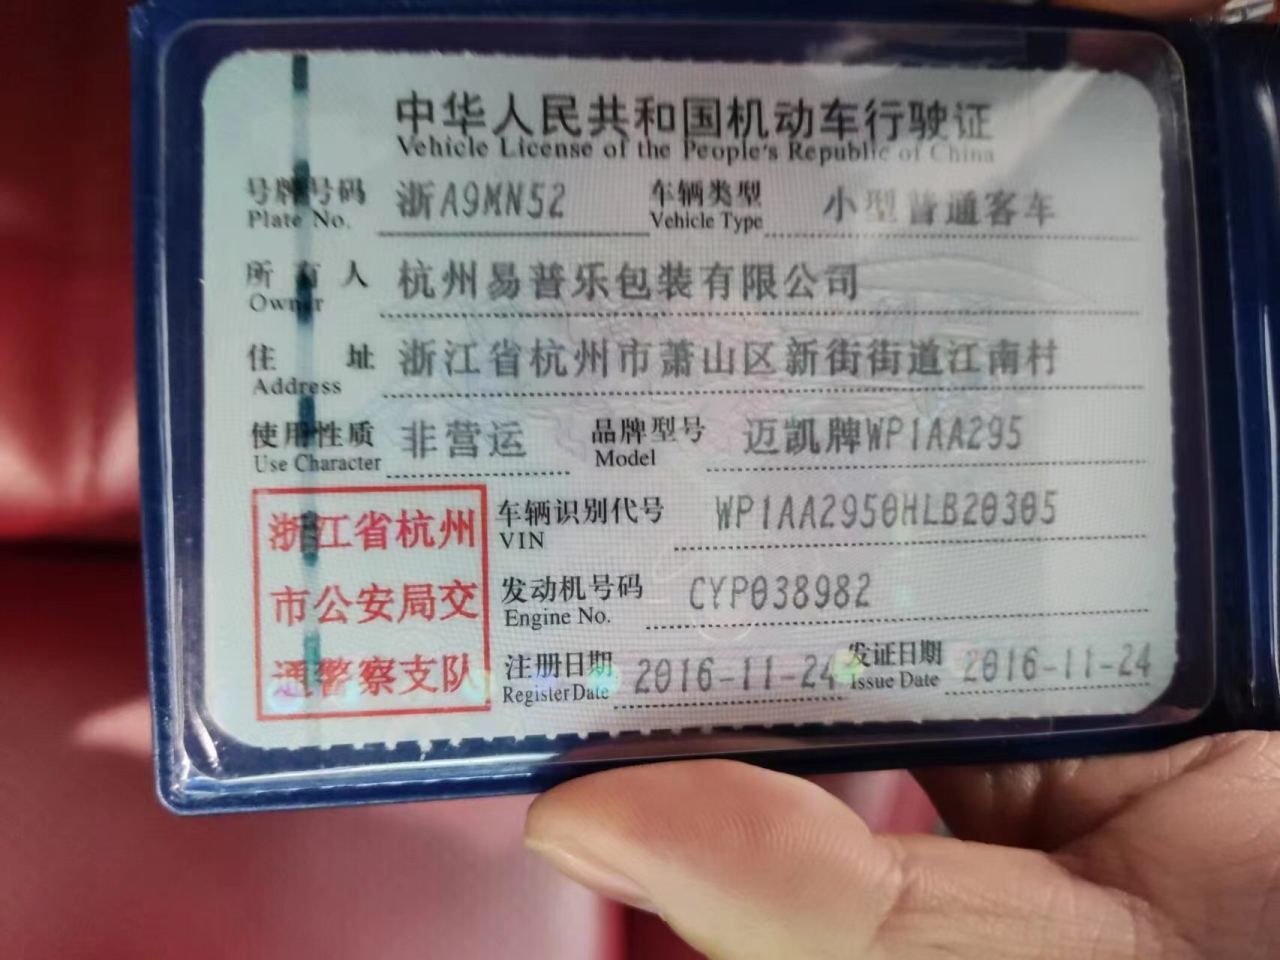 中华人民共和国机动车行驶证
Vehicle License of the People's Republic of China
号牌号码 浙A9MN52 车辆类型 小型普通客车
Plate No. Vehicle Type
所有人 杭州易普乐包装有限公司
Owner
住址 浙江省杭州市萧山区新街街道江南村
Address
使用性质 非营运 品牌型号 迈凯牌WP1AA295
Use Character Model
浙江省杭州
市公安局交
通警察支队
车辆识别代号 WP1AA2950HLB20305
VIN
发动机号码 CYP038982
Engine No.
注册日期 2016-11-24 发证日期 2016-11-24
Register Date Issue Date